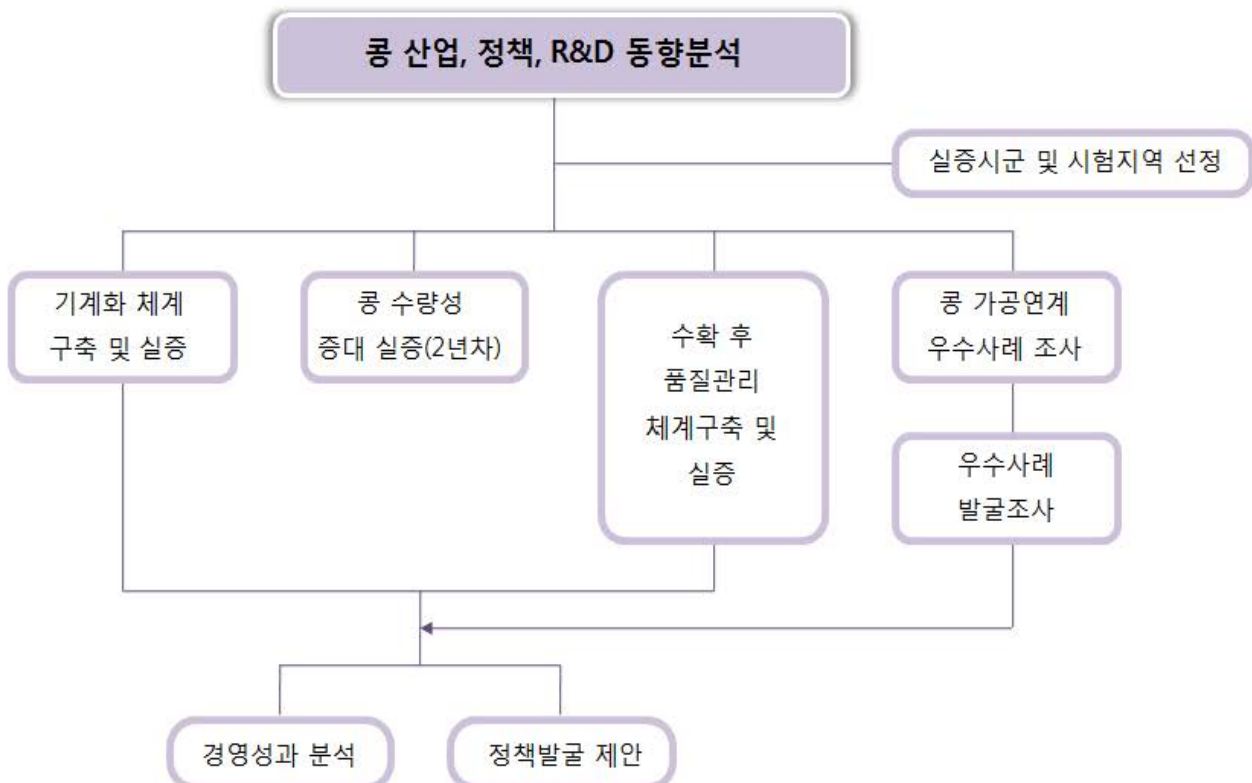 콩 산업, 정책, R&D 동향분석
실증시군 및 시험지역 선정
기계화 체계
구축 및 실증
콩 수량성
증대 실증(2년차)
수확 후
품질관리
체계구축 및
실증
콩 가공연계
우수사례 조사
우수사례
발굴조사
경영성과 분석
정책발굴 제안